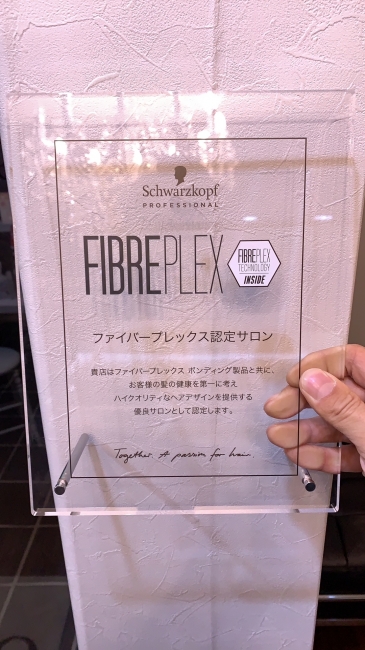 Schwarzkopf
PROFESSIONAL
FIBREPLEX
FIBREPLEX
TECHNOLOGY
INSIDE
ファイバープレックス認定サロン
貴店はファイバープレックス ボンディング製品と共に、
お客様の髪の健康を第一に考え
ハイクオリティなヘアデザインを提供する
優良サロンとして認定します。
Together. A passion for hair.